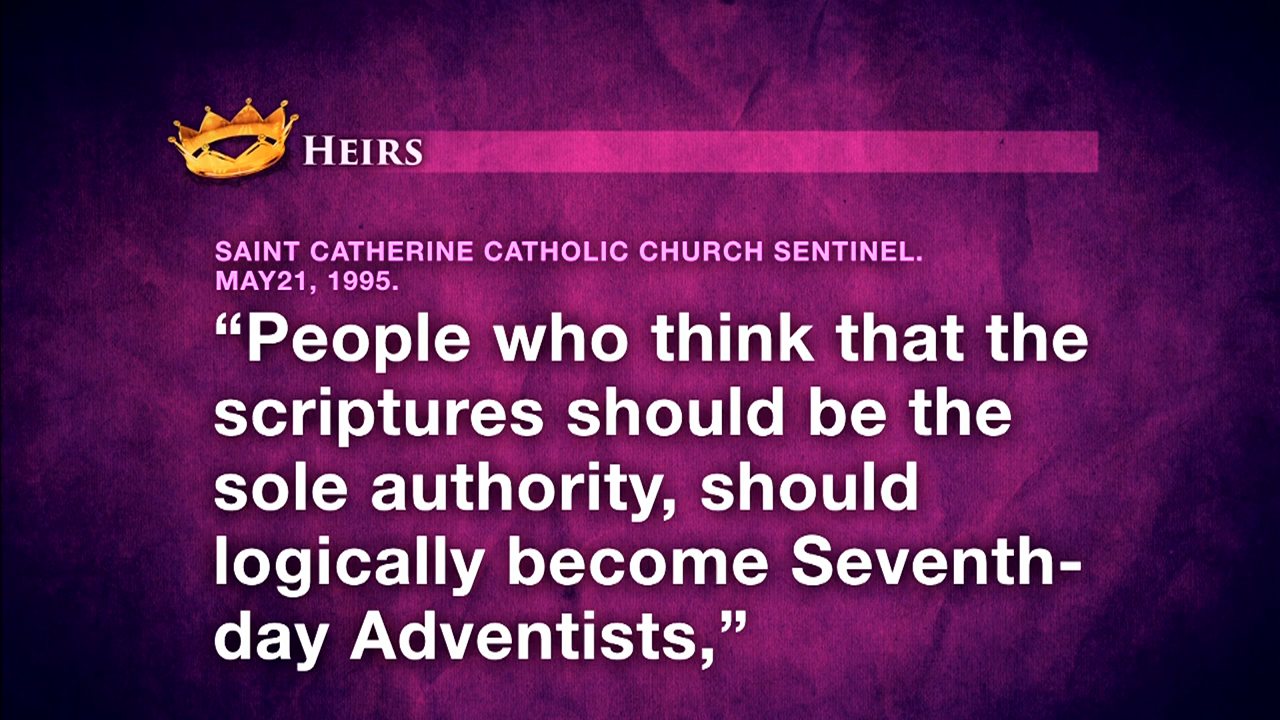 HEIRS
SAINT CATHERINE CATHOLIC CHURCH SENTINEL.
MAY21, 1995.
“People who think that the
scriptures should be the
sole authority, should
logically become Seventh-
day Adventists,”